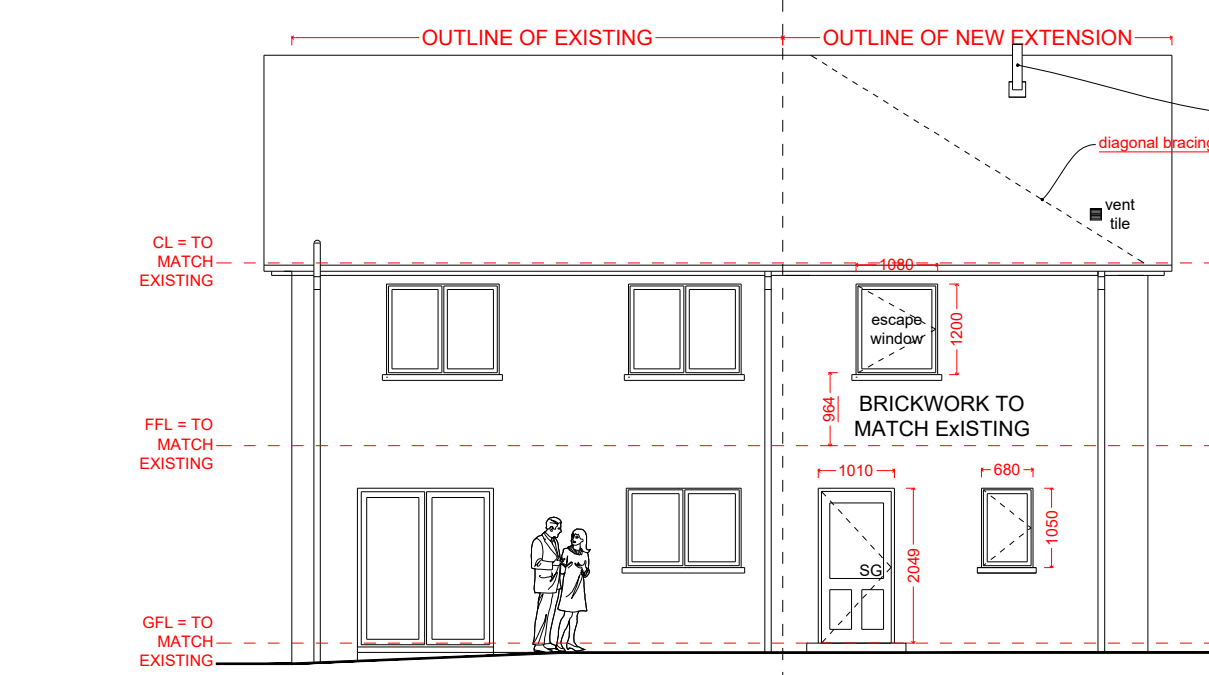 OUTLINE OF EXISTING
OUTLINE OF NEW EXTENSION
diagonal bracing
vent
tile
CL = TO
MATCH
EXISTING
1080
escape
window
1200
964
BRICKWORK TO
MATCH ExISTING
FFL = TO
MATCH
EXISTING
1010
680
2049
1050
SG
GFL = TO
MATCH
EXISTING